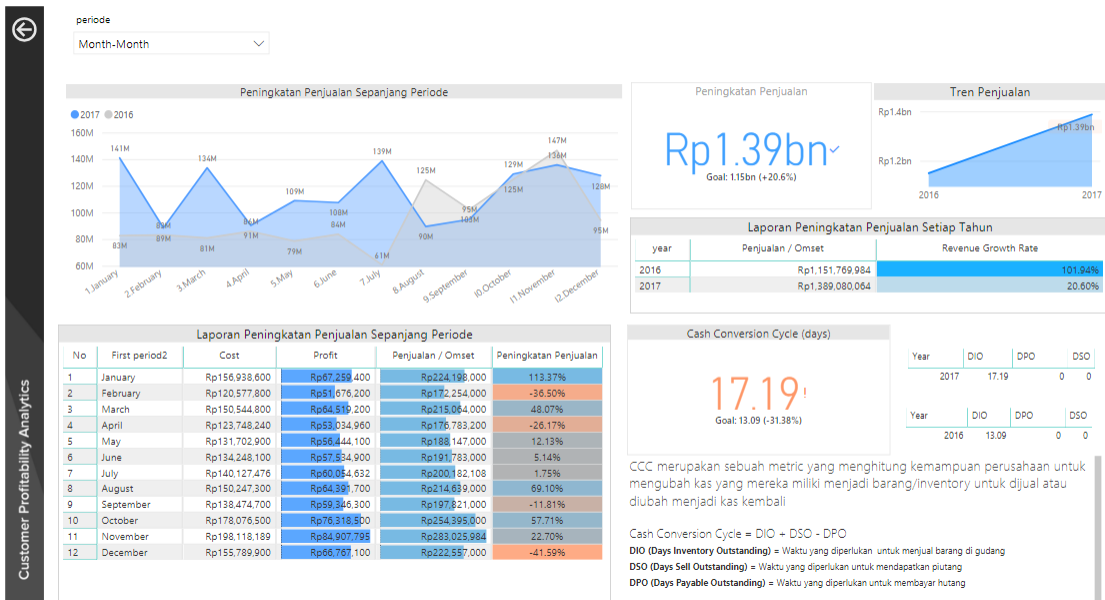 periode
Month-Month
Peningkatan Penjualan Sepanjang Periode
2017 2016
160M
140M
120M
100M
80M
60M
141M
134M
109M
108M
139M
90M
129M
136M
128M
83M
89M
81M
91M
79M
84M
61M
125M
95M
103M
125M
147M
95M
1.January
2.February
3.March
4.April
5.May
6.June
7.July
8.August
9.September
10.October
11.November
12.December
Peningkatan Penjualan
Rp1.39bn
Goal: 1.15bn (+20.6%)
Tren Penjualan
Rp1.4bn
Rp1.39bn
Rp1.2bn
2016 2017
Laporan Peningkatan Penjualan Setiap Tahun
year Penjualan / Omset Revenue Growth Rate
2016 Rp1,151,769,984 101.94%
2017 Rp1,389,080,064 20.60%
Laporan Peningkatan Penjualan Sepanjang Periode
No First period2 Cost Profit Penjualan / Omset Peningkatan Penjualan
1 January Rp156,938,600 Rp67,259,400 Rp224,198,000 113.37%
2 February Rp120,577,800 Rp51,676,200 Rp172,254,000 -36.50%
3 March Rp150,544,800 Rp64,519,200 Rp215,064,000 48.07%
4 April Rp123,748,240 Rp53,034,960 Rp176,783,200 -26.17%
5 May Rp131,702,900 Rp56,444,100 Rp188,147,000 12.13%
6 June Rp134,248,100 Rp57,534,900 Rp191,783,000 5.14%
7 July Rp140,127,476 Rp60,054,632 Rp200,182,108 1.75%
8 August Rp150,247,300 Rp64,391,700 Rp214,639,000 69.10%
9 September Rp138,474,700 Rp59,346,300 Rp197,821,000 -11.81%
10 October Rp178,076,500 Rp76,318,500 Rp254,395,000 57.71%
11 November Rp198,118,189 Rp84,907,795 Rp283,025,984 22.70%
12 December Rp155,789,900 Rp66,767,100 Rp222,557,000 -41.59%
Cash Conversion Cycle (days)
17.19!
Goal: 13.09 (-31.38%)
Year DIO DPO DSO
2017 17.19 0 0
Year DIO DPO DSO
2016 13.09 0 0
CCC merupakan sebuah metric yang menghitung kemampuan perusahaan untuk
mengubah kas yang mereka miliki menjadi barang/inventory untuk dijual atau
diubah menjadi kas kembali
Cash Conversion Cycle = DIO + DSO - DPO
DIO (Days Inventory Outstanding) = Waktu yang diperlukan untuk menjual barang di gudang
DSO (Days Sell Outstanding) = Waktu yang diperlukan untuk mendapatkan piutang
DPO (Days Payable Outstanding) = Waktu yang diperlukan untuk membayar hutang
Customer Profitability Analytics